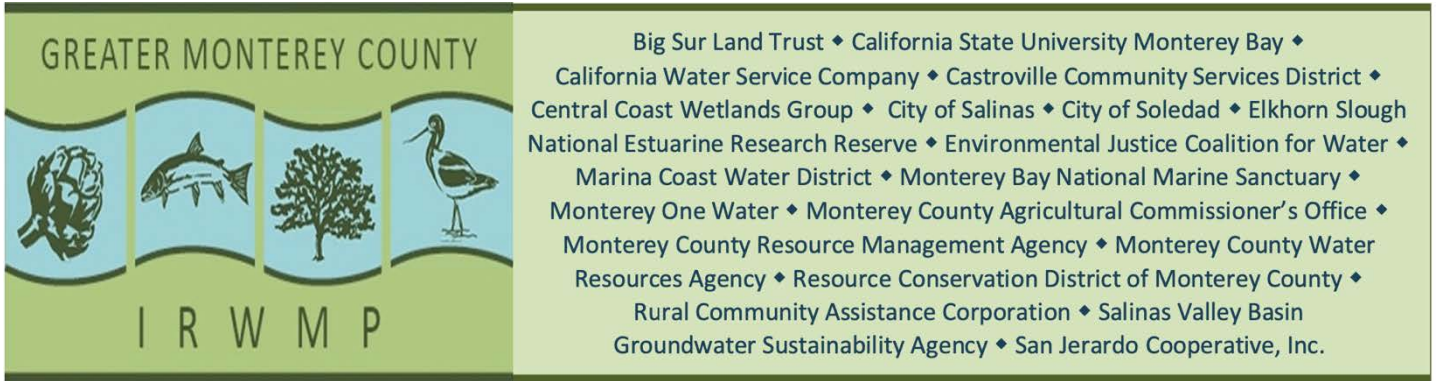 GREATER MONTEREY COUNTY
I R W M P
Big Sur Land Trust ◆ California State University Monterey Bay ◆
California Water Service Company ◆ Castroville Community Services District ◆
Central Coast Wetlands Group ◆ City of Salinas ◆ City of Soledad ◆ Elkhorn Slough
National Estuarine Research Reserve ◆ Environmental Justice Coalition for Water ◆
Marina Coast Water District ◆ Monterey Bay National Marine Sanctuary ◆
Monterey One Water ◆ Monterey County Agricultural Commissioner’s Office ◆
Monterey County Resource Management Agency ◆ Monterey County Water
Resources Agency ◆ Resource Conservation District of Monterey County ◆
Rural Community Assistance Corporation ◆ Salinas Valley Basin
Groundwater Sustainability Agency ◆ San Jerardo Cooperative, Inc.